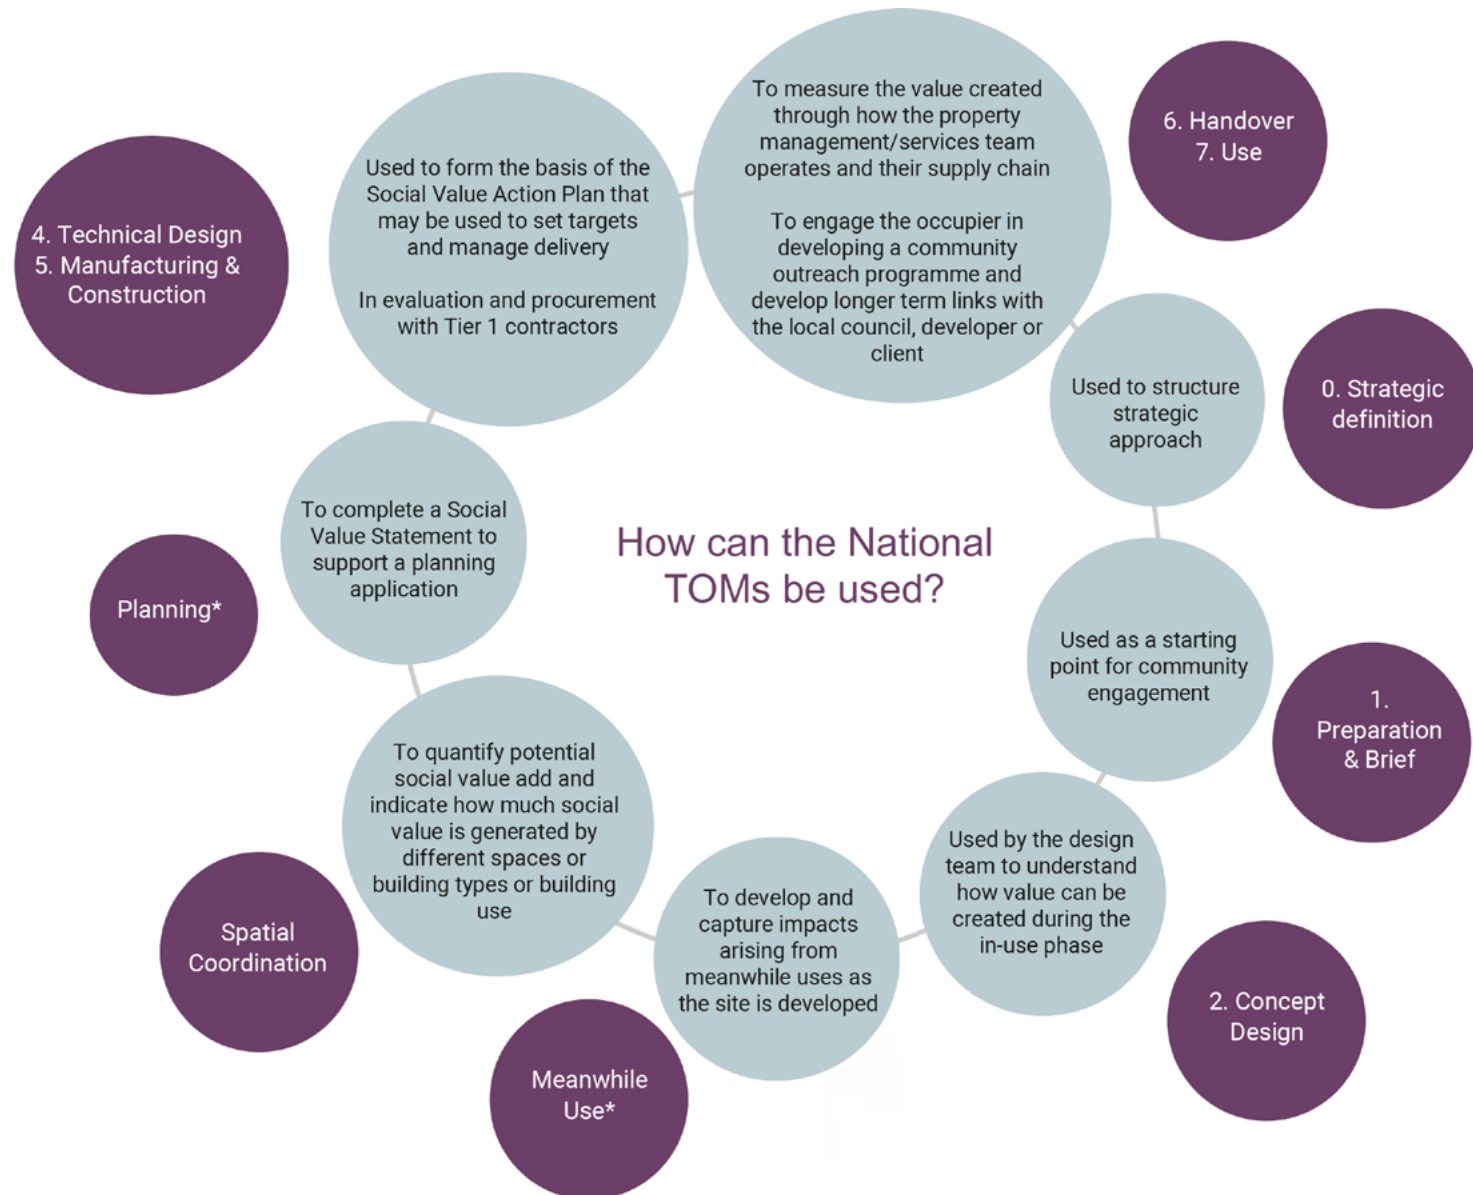 How can the National
TOMs be used?
0. Strategic
definition
Used to structure
strategic
approach
1.
Preparation
& Brief
Used as a starting
point for community
engagement
2. Concept
Design
Used by the design
team to understand
how value can be
created during the
in-use phase
Meanwhile
Use*
To develop and
capture impacts
arising from
meanwhile uses as
the site is developed
Spatial
Coordination
To quantify potential
social value add and
indicate how much social
value is generated by
different spaces or
building types or building
use
Planning*
To complete a Social
Value Statement to
support a planning
application
4. Technical Design
5. Manufacturing &
Construction
Used to form the basis of the
Social Value Action Plan that
may be used to set targets
and manage delivery
In evaluation and procurement
with Tier 1 contractors
6. Handover
7. Use
To measure the value created
through how the property
management/services team
operates and their supply chain
To engage the occupier in
developing a community
outreach programme and
develop longer term links with
the local council, developer or
client